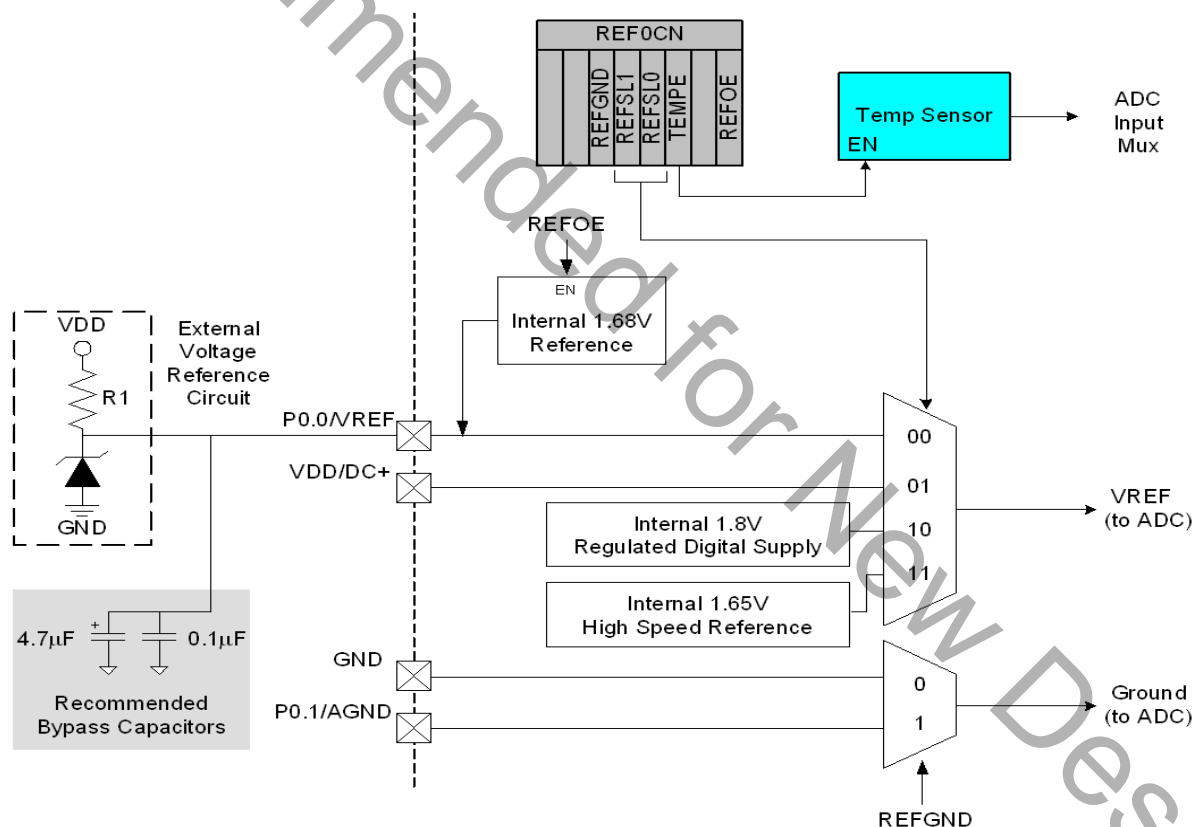 REF0CN
REFGND
REFSL1
REFSL0
TEMPE
REFOE
Temp Sensor
EN
ADC
Input
Mux
REFOE
EN
Internal 1.68V
Reference
VDD
R1
GND
External
Voltage
Reference
Circuit
P0.0/VREF
VDD/DC+
00
01
10
11
Internal 1.8V
Regulated Digital Supply
Internal 1.65V
High Speed Reference
VREF
(to ADC)
+
4.7µF
0.1µF
Recommended
Bypass Capacitors
GND
P0.1/AGND
0
1
Ground
(to ADC)
REFGND
mended for New Des